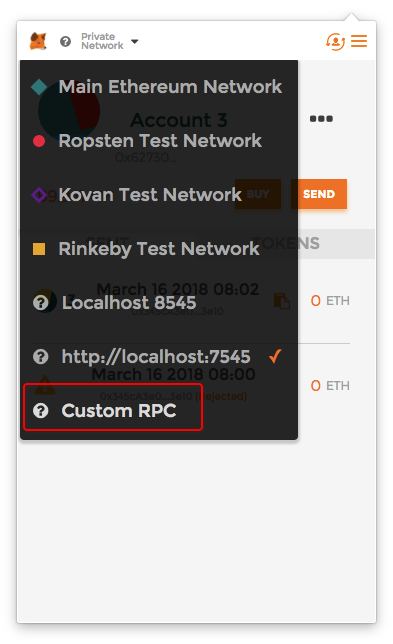 Private
Network
Main Ethereum Network
Account 3
Ropsten Test Network
0x62730...
Kovan Test Network
BUY
SEND
Rinkeby Test Network
TOKENS
March 16 2018 08:02
Localhost 8545
0 ETH
http://localhost:7545
March 16 2018 08:00
0 ETH
Custom RPC